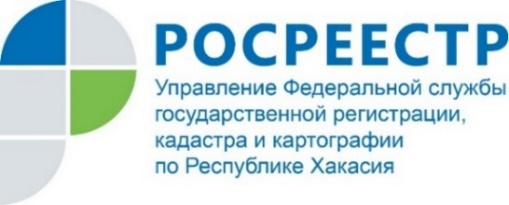 РОСРЕЕСТР
Управление Федеральной службы
государственной регистрации,
кадастра и картографии
по Республике Хакасия